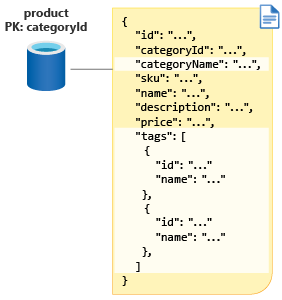 product
PK: categoryId
{
"id": "...",
"categoryId": "...",
"categoryName": "...",
"sku": "...",
"name": "...",
"description": "...",
"price": "...",
"tags": [
{
"id": "..."
"name": "..."
},
{
"id": "..."
"name": "..."
},
]
}